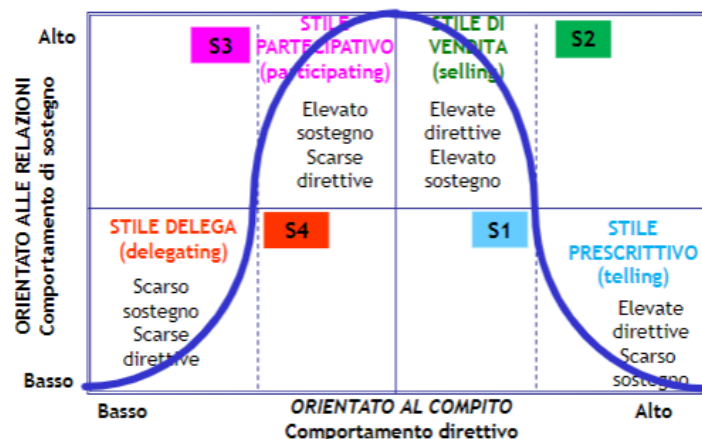 Alto
ORIENTATO ALLE RELAZIONI
Comportamento di sostegno
Basso
S3
STILE
PARTECIPATIVO
(participating)
Elevato
sostegno
Scarse
direttive
STILE DI
VENDITA
(selling)
Elevate
direttive
Elevato
sostegno
S2
STILE DELEGA
(delegating)
Scarso
sostegno
Scarse
direttive
S4
S1
STILE
PRESCRITTIVO
(telling)
Elevate
direttive
Scarso
sostegno
Basso
ORIENTATO AL COMPITO
Comportamento direttivo
Alto